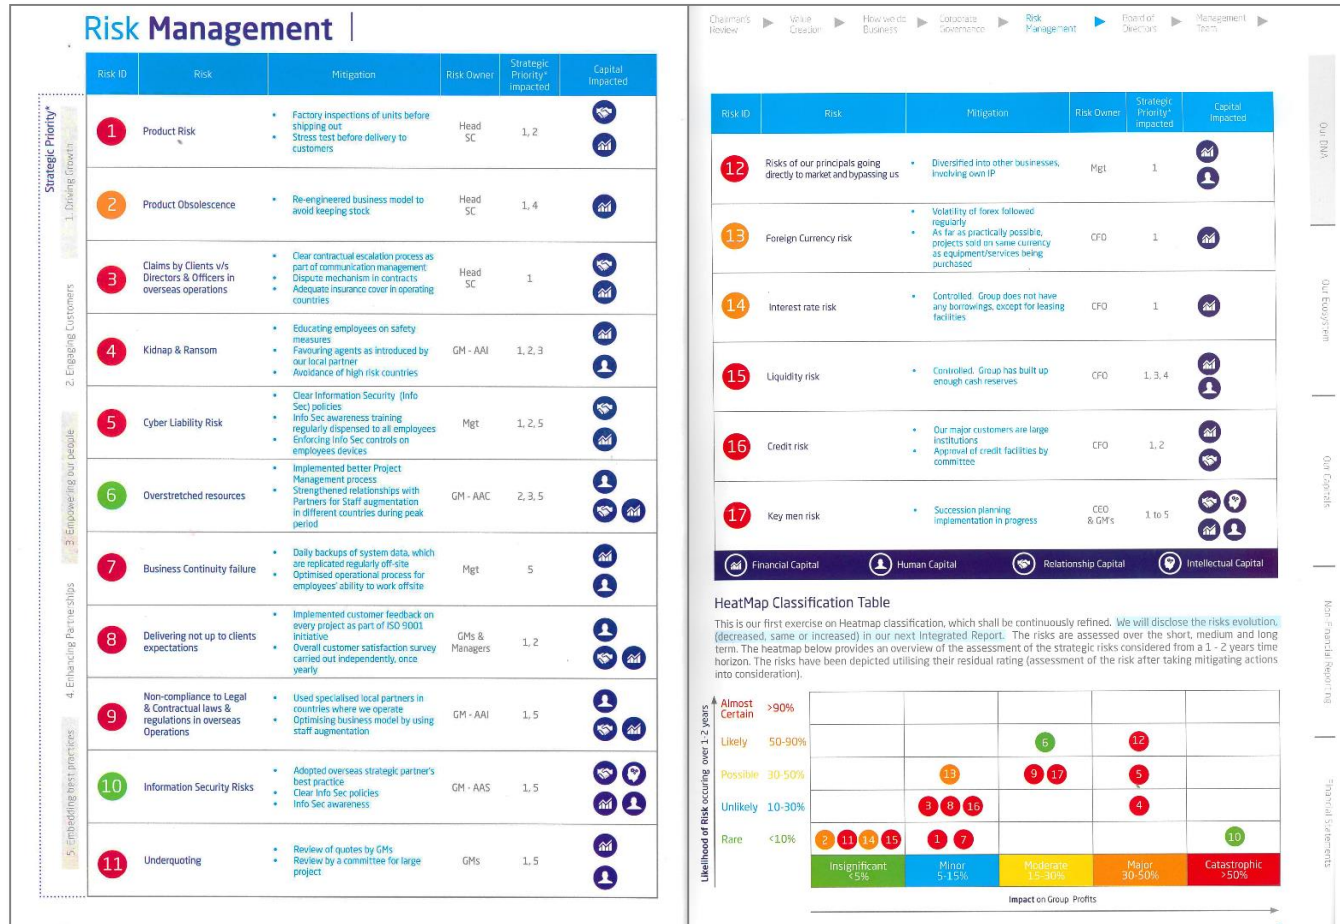 Risk Management
Risk ID Risk Mitigation Risk Owner Strategic Priority* impacted Capital Impacted
Strategic Priority*
1. Driving Growth
2. Engaging Customers
3. Empowering our people
4. Enhancing Partnerships
5. Embedding best practices
1 Product Risk
• Factory inspections of units before
shipping out
• Stress test before delivery to
customers
Head
SC
1, 2
2 Product Obsolescence
• Re-engineered business model to
avoid keeping stock
Head
SC
1, 4
3 Claims by Clients v/s
Directors & Officers in
overseas operations
• Clear contractual escalation process as
part of communication management
• Dispute mechanism in contracts
• Adequate insurance cover in operating
countries
Head
SC
1
4 Kidnap & Ransom
• Educating employees on safety
measures
• Favouring agents as introduced by
our local partner
• Avoidance of high risk countries
GM - AAI
1, 2, 3
5 Cyber Liability Risk
• Clear Information Security (Info
Sec) policies
• Info Sec awareness training
regularly dispensed to all employees
• Enforcing Info Sec controls on
employees devices
Mgt
1, 2, 5
6 Overstretched resources
• Implemented better Project
Management process
• Strengthened relationships with
Partners for Staff augmentation
in different countries during peak
period
GM - AAC
2, 3, 5
7 Business Continuity failure
• Daily backups of system data, which
are replicated regularly off-site
• Optimised operational process for
employees' ability to work offsite
Mgt
5
8 Delivering not up to clients
expectations
• Implemented customer feedback on
every project as part of ISO 9001
initiative
• Overall customer satisfaction survey
carried out independently, once
yearly
GMs &
Managers
1, 2
9 Non-compliance to Legal
& Contractual laws &
regulations in overseas
Operations
• Used specialised local partners in
countries where we operate
• Optimising business model by using
staff augmentation
GM - AAI
1, 5
10 Information Security Risks
• Adopted overseas strategic partner's
best practice
• Clear Info Sec policies
• Info Sec awareness
GM - AAS
1, 5
11 Underquoting
• Review of quotes by GMs
• Review by a committee for large
project
GMs
1, 5
Chairman's
Review
Value
Creation
How we do
Business
Corporate
Governance
Risk
Management
Board of
Directors
Management
Team
Risk ID Risk Mitigation Risk Owner Strategic Priority* impacted Capital Impacted
12 Risks of our principals going
directly to market and bypassing us
• Diversified into other businesses,
involving own IP
Mgt
1
13 Foreign Currency risk
• Volatility of forex followed
regularly
• As far as practically possible,
projects sold on same currency
as equipment/services being
purchased
CFO
1
14 Interest rate risk
• Controlled. Group does not have
any borrowings, except for leasing
facilities
CFO
1
15 Liquidity risk
• Controlled. Group has built up
enough cash reserves
CFO
1, 3, 4
16 Credit risk
• Our major customers are large
institutions
• Approval of credit facilities by
committee
CFO
1, 2
17 Key men risk
• Succession planning
implementation in progress
CEO
& GM's
1 to 5
Financial Capital Human Capital Relationship Capital Intellectual Capital
HeatMap Classification Table
This is our first exercise on Heatmap classification, which shall be continuously refined. We will disclose the risks evolution,
(decreased, same or increased) in our next Integrated Report. The risks are assessed over the short, medium and long
term. The heatmap below provides an overview of the assessment of the strategic risks considered from a 1 - 2 years time
horizon. The risks have been depicted utilising their residual rating (assessment of the risk after taking mitigating actions
into consideration).
Likelihood of Risk occuring over 1-2 years
Almost
Certain >90%
Likely 50-90% 6 12
Possible 30-50% 13 9 17 5
Unlikely 10-30% 3 8 16 4
Rare <10% 2 11 14 15 1 7 10
Insignificant
<5%
Minor
5-15%
Moderate
15-30%
Major
30-50%
Catastrophic
>50%
Impact on Group Profits
Our DNA
Our Ecosystem
Our Capitals
Non-Financial Reporting
Financial Statements